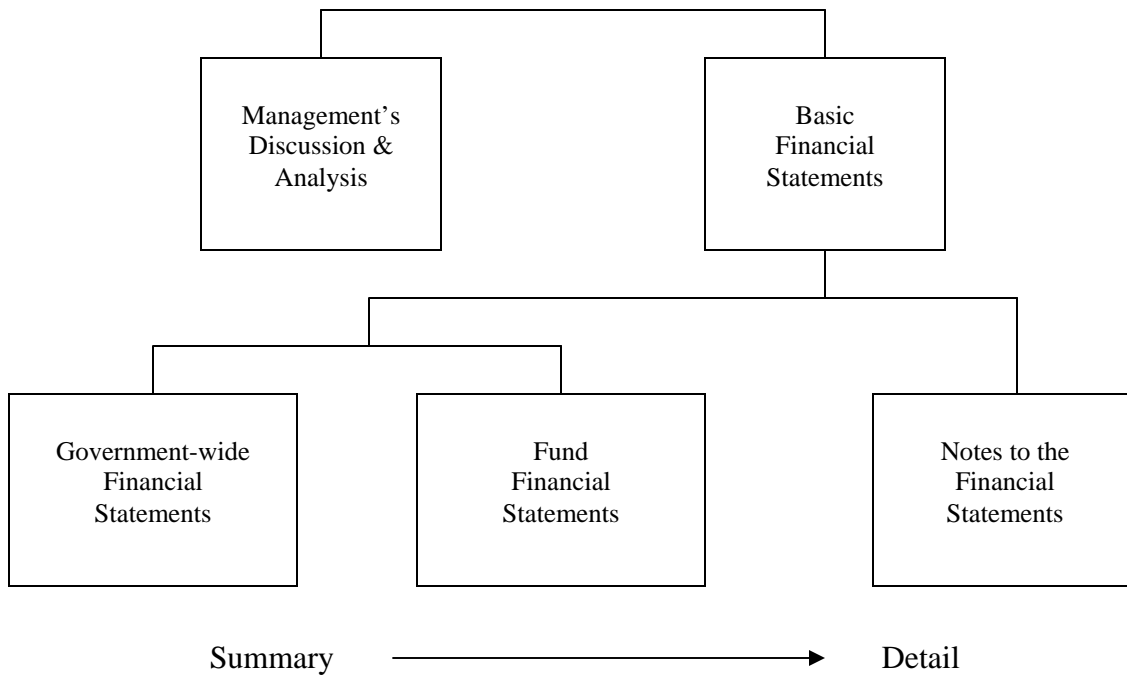 Management’s
Discussion &
Analysis
Basic
Financial
Statements
Government-wide
Financial
Statements
Fund
Financial
Statements
Notes to the
Financial
Statements
Summary
Detail